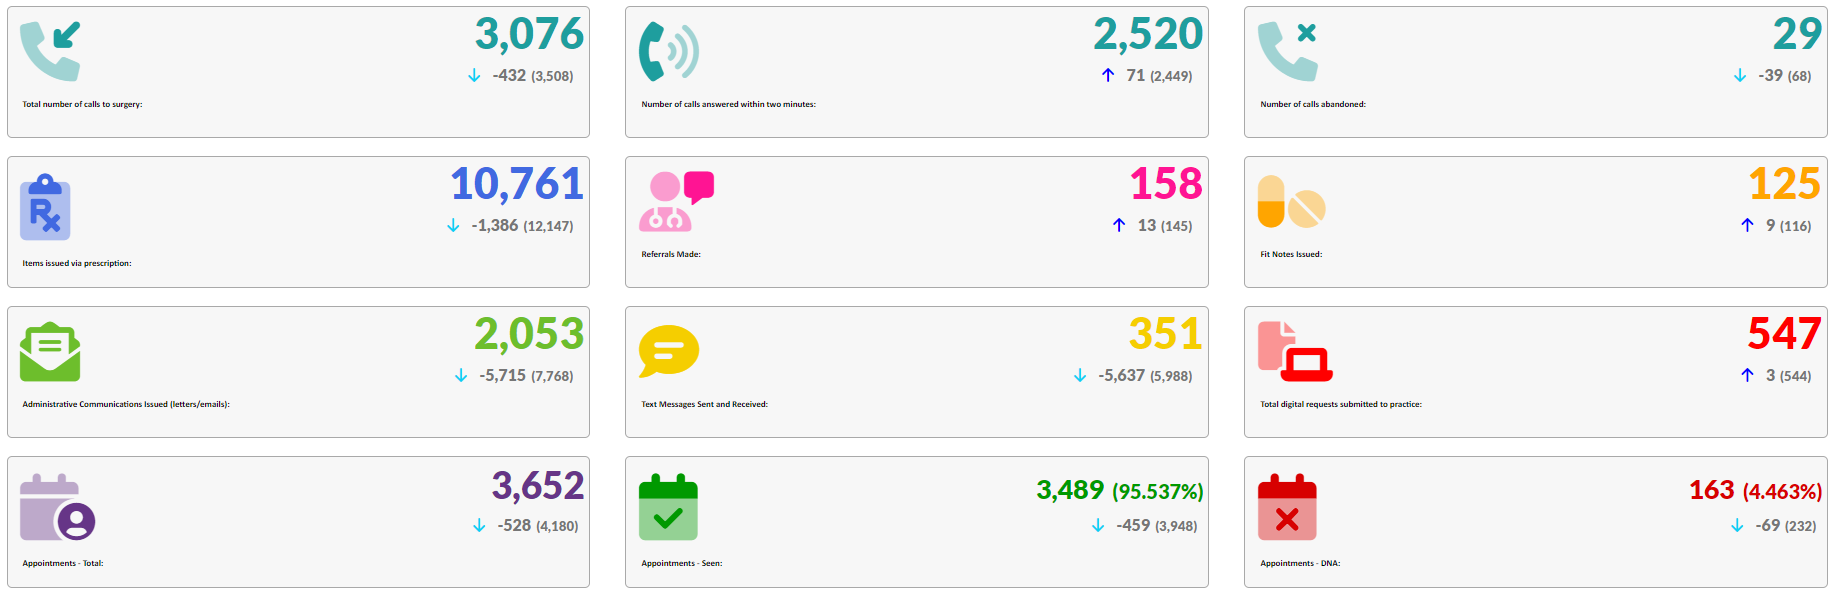 3,076
-432 (3,508)
Total number of calls to surgery:
2,520
71 (2,449)
Number of calls answered within two minutes:
29
-39 (68)
Number of calls abandoned:
Rx
10,761
-1,386 (12,147)
Items issued via prescription:
158
13 (145)
Referrals Made:
125
9 (116)
Fit Notes Issued:
2,053
-5,715 (7,768)
Administrative Communications Issued (letters/emails):
351
-5,637 (5,988)
Text Messages Sent and Received:
547
3 (544)
Total digital requests submitted to practice:
3,652
-528 (4,180)
Appointments - Total:
3,489 (95.537%)
-459 (3,948)
Appointments - Seen:
163 (4.463%)
-69 (232)
Appointments - DNA: